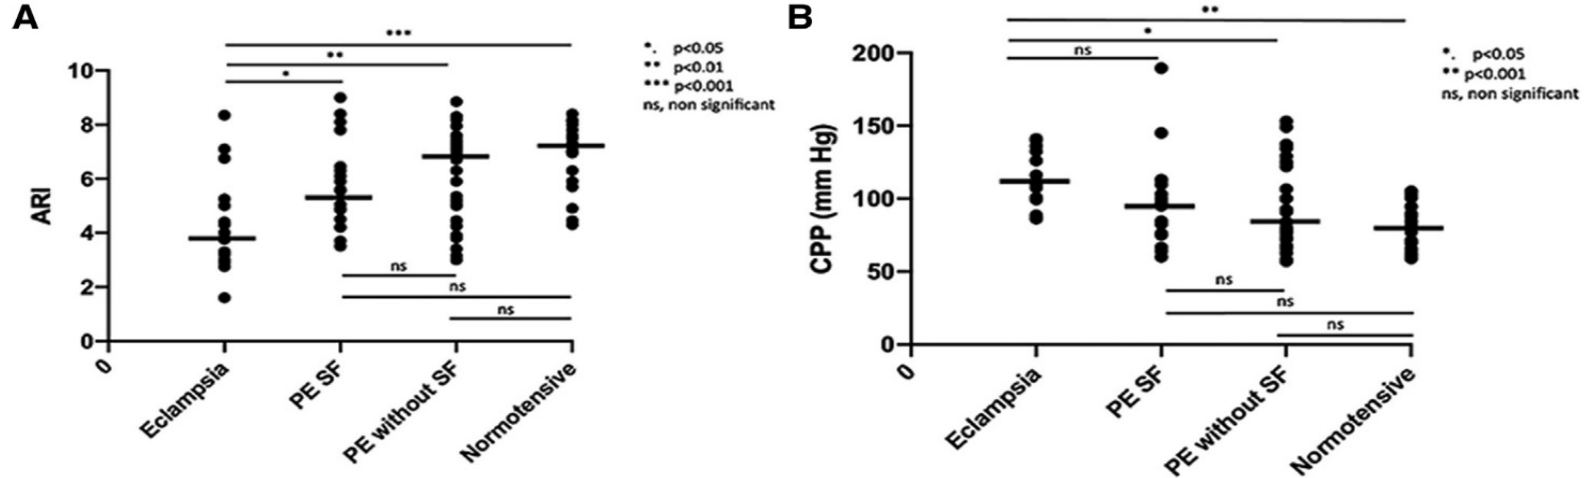 A
***
**
*
*. p<0.05
** p<0.01
*** p<0.001
ns, non significant
10
8
6
4
2
0
ARI
ns
ns
ns
0
Eclampsia
PE SF
PE without SF
Normotensive
B
**
*
ns
*. p<0.05
** p<0.001
ns, non significant
200
150
100
50
0
CPP (mm Hg)
ns
ns
ns
0
Eclampsia
PE SF
PE without SF
Normotensive